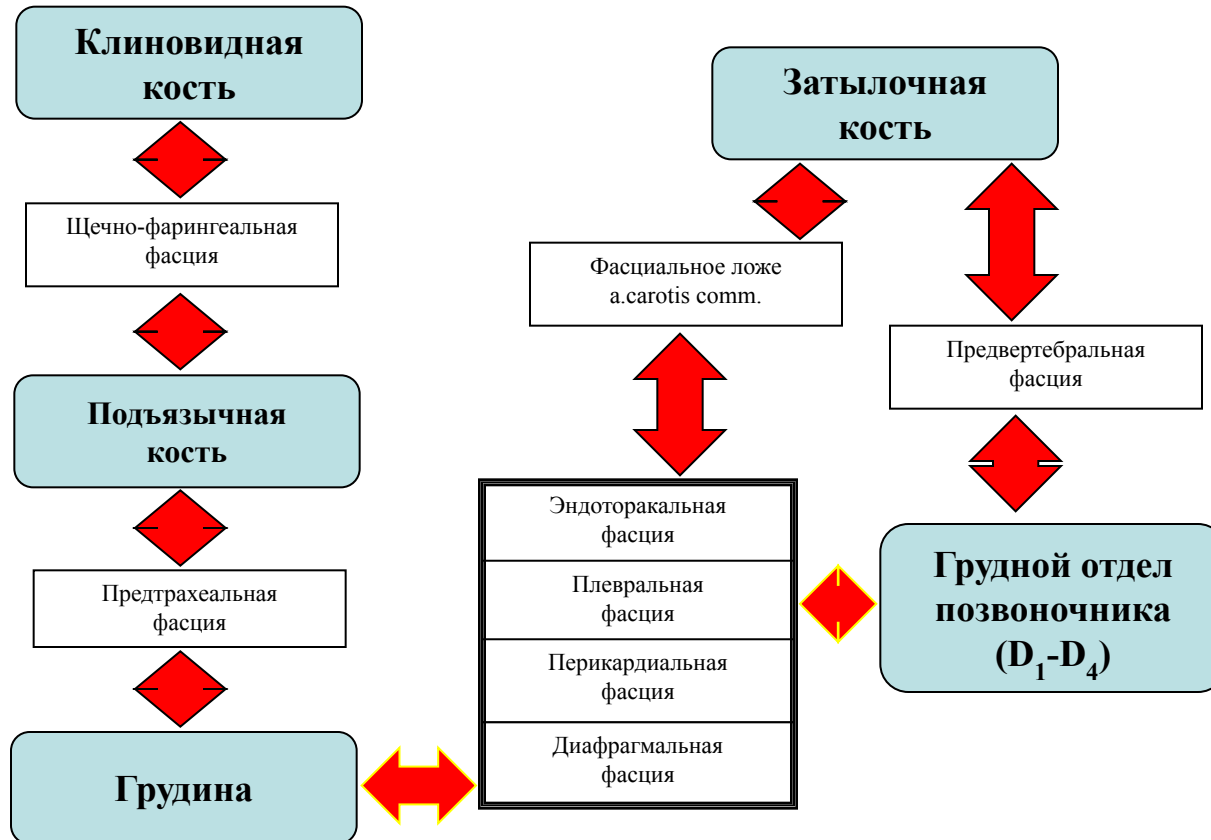 Клиновидная
кость
Щечно-фарингеальная
фасция
Подъязычная
кость
Предтрахеальная
фасция
Грудина
Затылочная
кость
Фасциальное ложе
a.carotis comm.
Предвертебральная
фасция
Эндоторакальная
фасция
Плевральная
фасция
Перикардиальная
фасция
Диафрагмальная
фасция
Грудной отдел
позвоночника
(D₁-D₄)